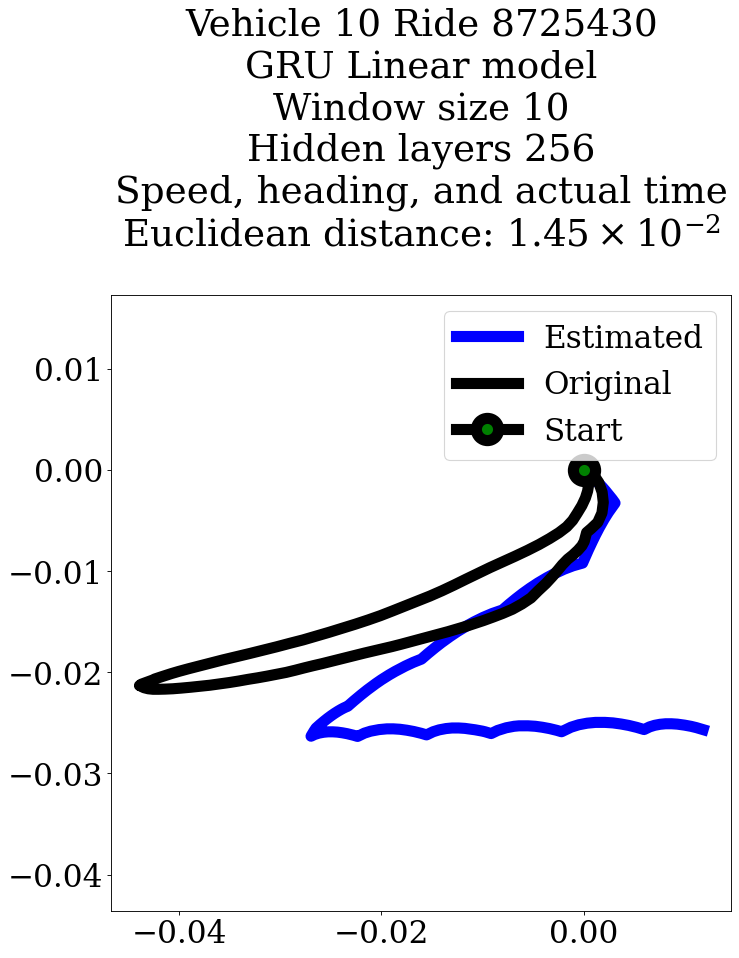 Vehicle 10 Ride 8725430
GRU Linear model
Window size 10
Hidden layers 256
Speed, heading, and actual time
Euclidean distance: 1.45 × 10⁻²
Estimated
Original
Start
0.01
0.00
−0.01
−0.02
−0.03
−0.04
−0.04 −0.02 0.00